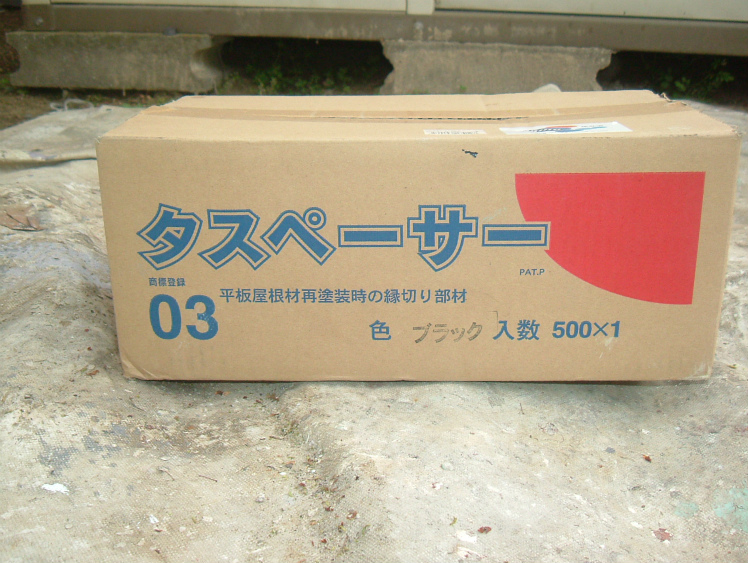 タスペーサー
PAT.P
商標登録
03 平板屋根材再塗装時の縁切り部材
色 ブラック 入数 500×1